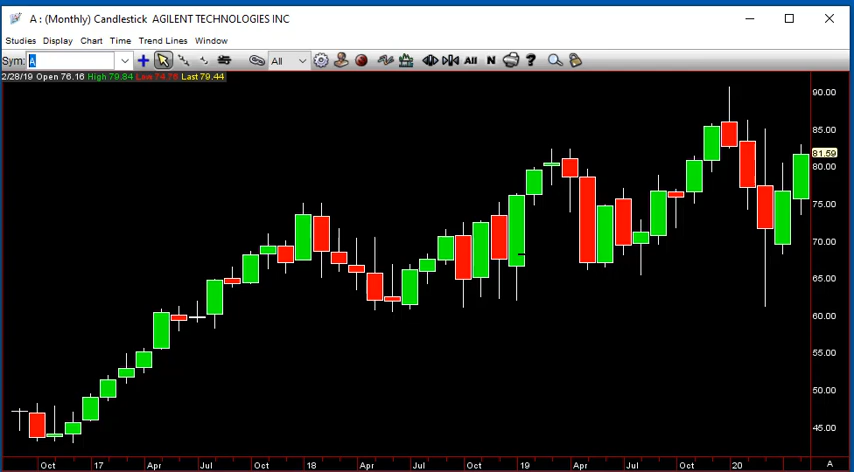 A : (Monthly) Candlestick  AGILENT TECHNOLOGIES INC
Studies Display Chart Time Trend Lines Window
Sym: A All All N ?
2/28/19 Open 76.16 High 79.84 Low 74.76 Last 79.44
90.00
85.00
81.59
80.00
75.00
70.00
65.00
60.00
55.00
50.00
45.00
Oct 17 Apr Jul Oct 18 Apr Jul Oct 19 Apr Jul Oct 20 A